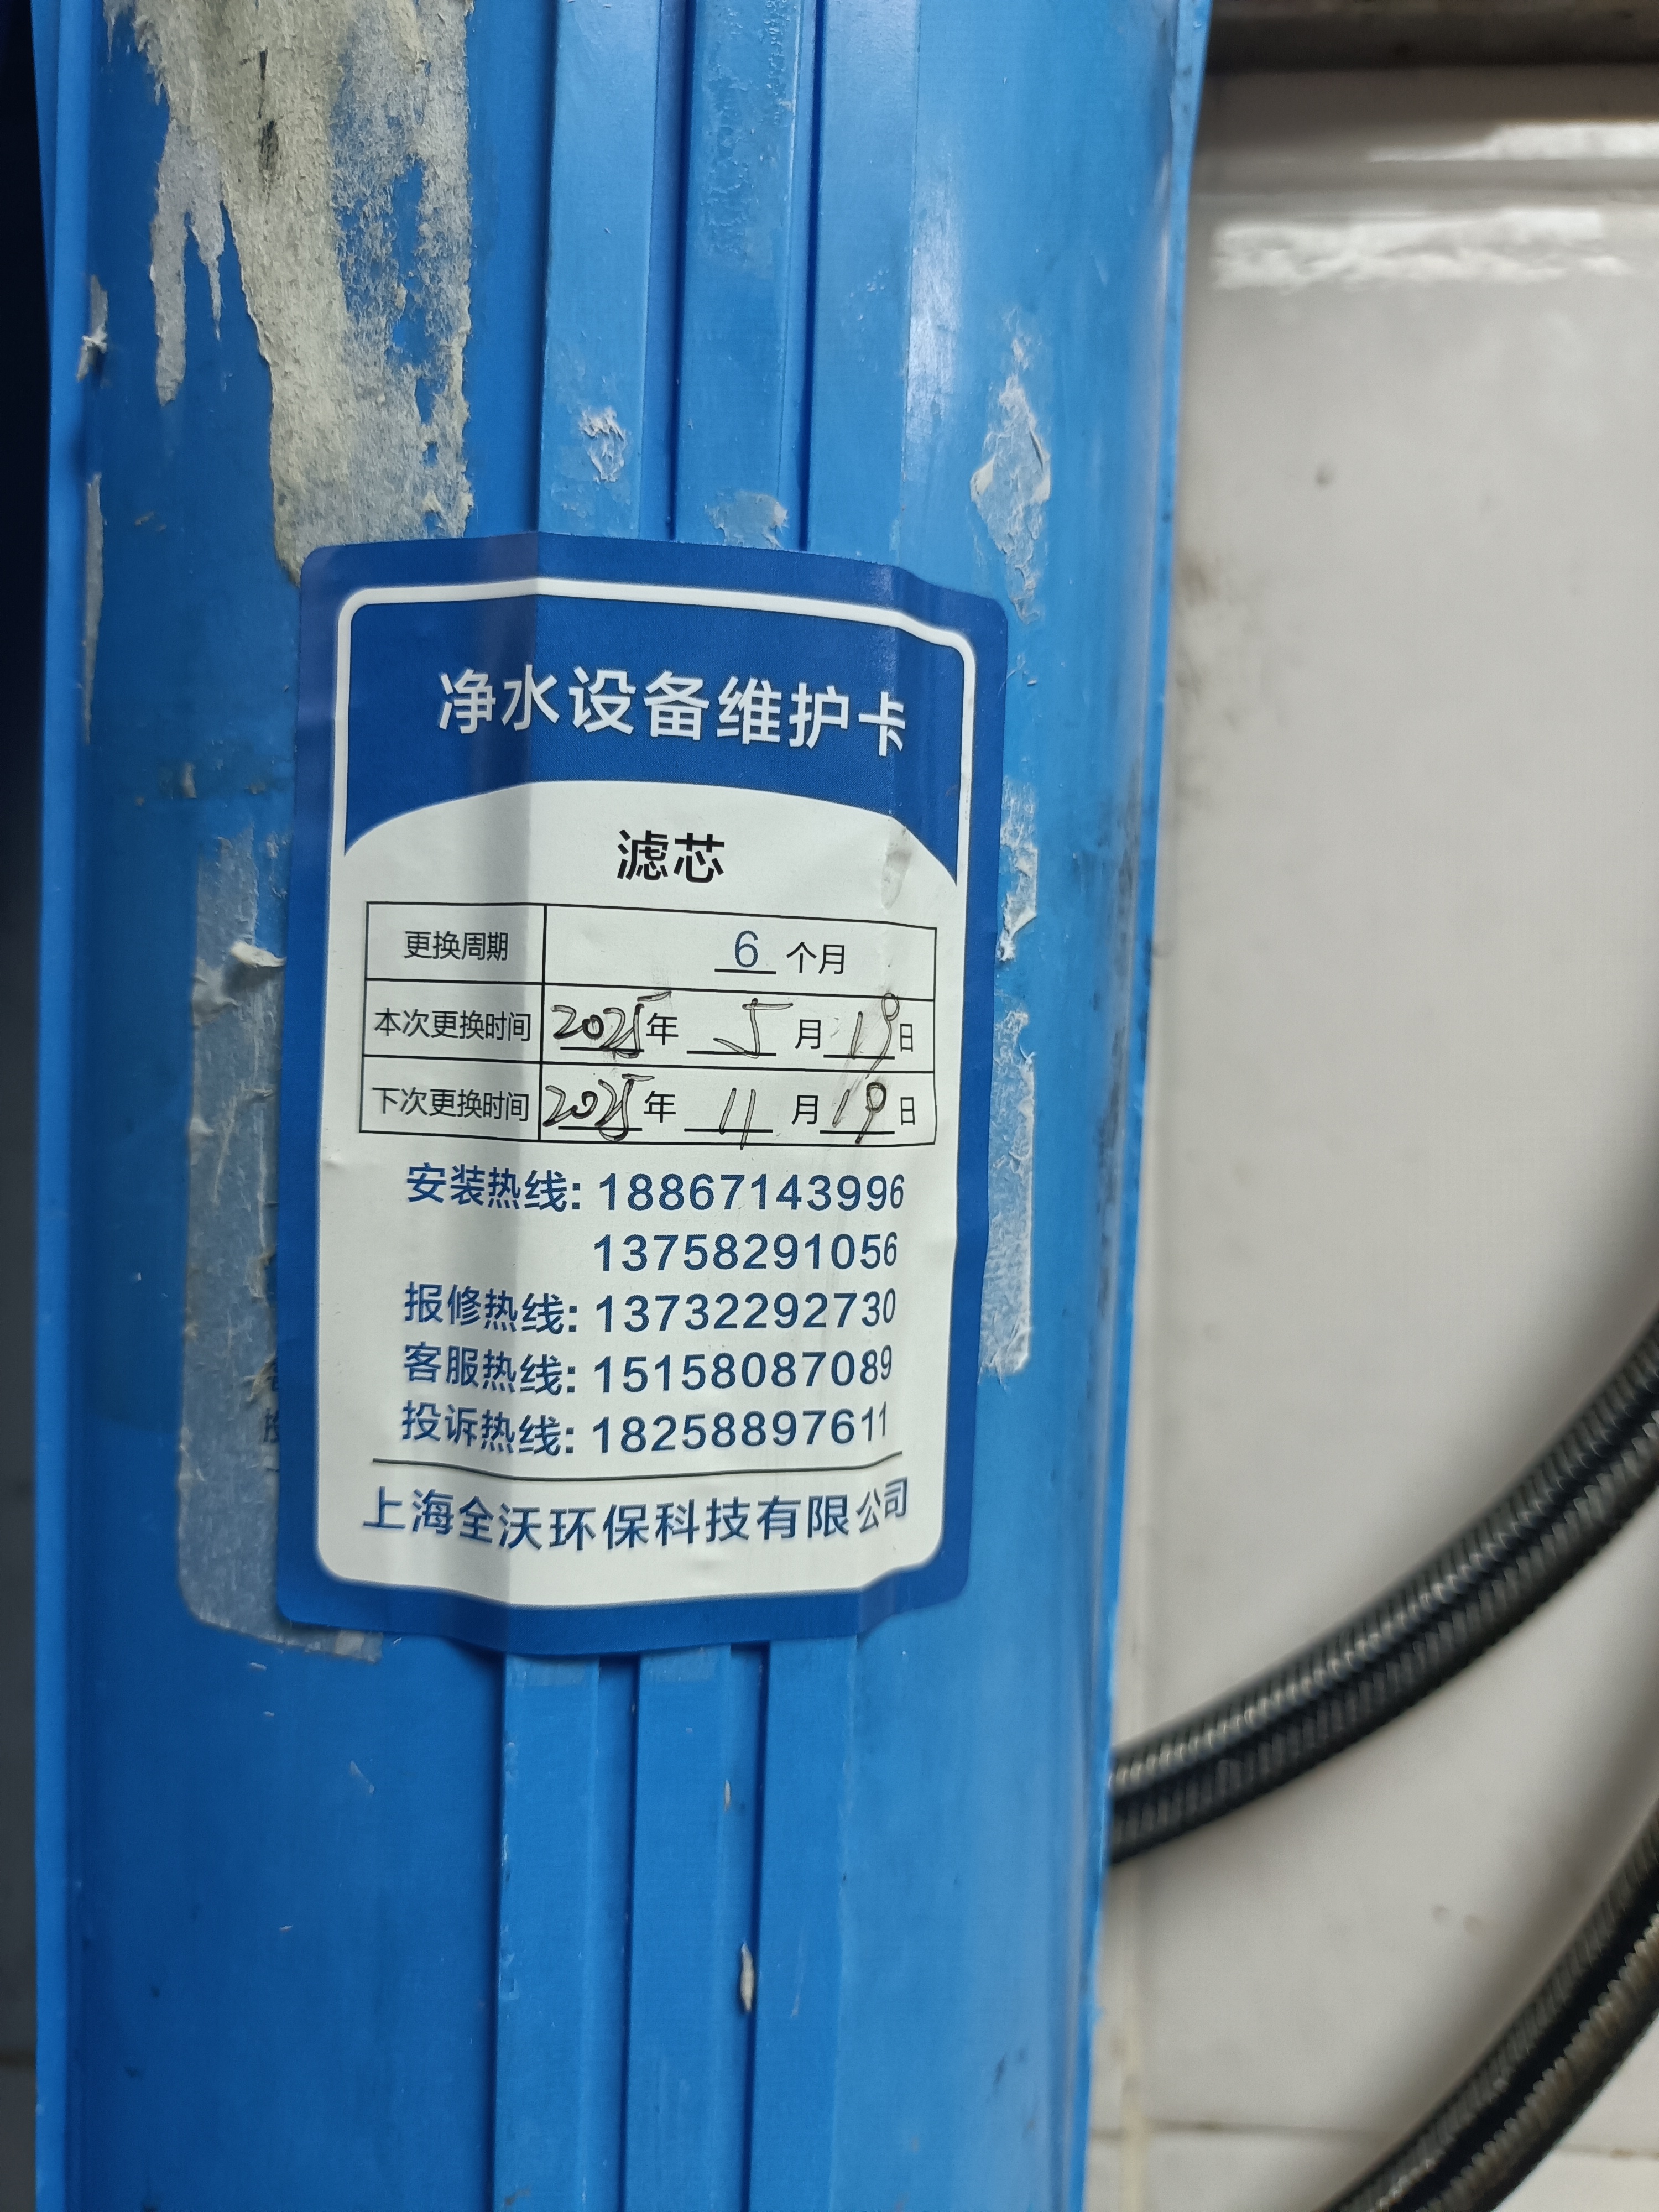 净水设备维护卡
滤芯
更换周期 6 个月
本次更换时间 2025年 5 月 19 日
下次更换时间 2025年 11 月 19 日
安装热线: 18867143996
13758291056
报修热线: 13732292730
客服热线: 15158087089
投诉热线: 18258897611
上海全沃环保科技有限公司